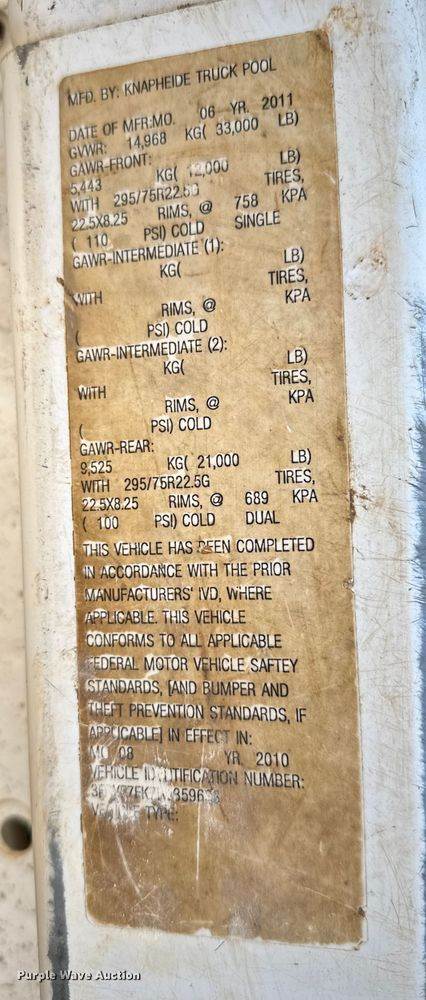 MFD. BY: KNAPHEIDE TRUCK POOL
DATE OF MFR:MO. 06 YR. 2011
GVWR: 14,968 KG( 33,000 LB)
GAWR-FRONT:
5,443 KG( 12,000 LB)
WITH 295/75R22.5G TIRES,
22.5X8.25 RIMS, @ 758 KPA
( 110 PSI) COLD SINGLE
GAWR-INTERMEDIATE (1):
KG( LB)
WITH TIRES,
RIMS, @ KPA
( PSI) COLD
GAWR-INTERMEDIATE (2):
KG( LB)
WITH TIRES,
RIMS, @ KPA
( PSI) COLD
GAWR-REAR:
9,525 KG( 21,000 LB)
WITH 295/75R22.5G TIRES,
22.5X8.25 RIMS, @ 689 KPA
( 100 PSI) COLD DUAL
THIS VEHICLE HAS BEEN COMPLETED
IN ACCORDANCE WITH THE PRIOR
MANUFACTURERS' IVD, WHERE
APPLICABLE. THIS VEHICLE
CONFORMS TO ALL APPLICABLE
FEDERAL MOTOR VEHICLE SAFTEY
STANDARDS, [AND BUMPER AND
THEFT PREVENTION STANDARDS, IF
APPLICABLE] IN EFFECT IN:
MO 08 YR. 2010
VEHICLE IDENTIFICATION NUMBER:
VEHICLE TYPE:
Purple Wave Auction